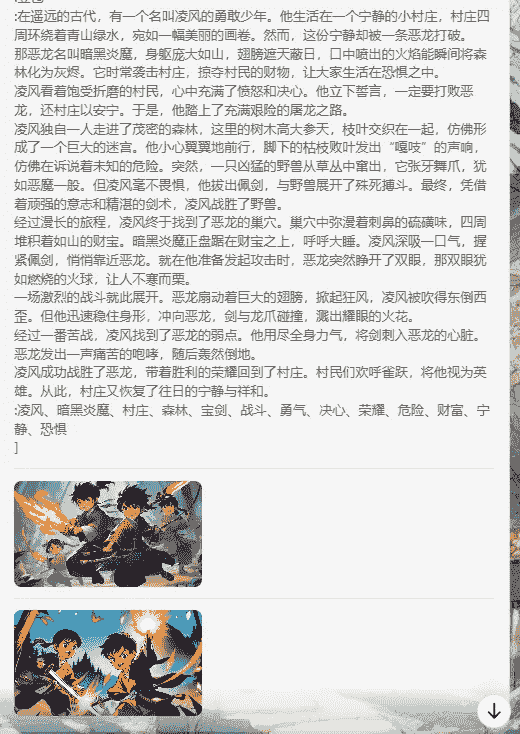 :在遥远的古代，有一个名叫凌风的勇敢少年。他生活在一个宁静的小村庄，村庄四
周环绕着青山绿水，宛如一幅美丽的画卷。然而，这份宁静却被一条恶龙打破。
那恶龙名叫暗黑炎魔，身躯庞大如山，翅膀遮天蔽日，口中喷出的火焰能瞬间将森
林化为灰烬。它时常袭击村庄，掠夺村民的财物，让大家生活在恐惧之中。
凌风看着饱受折磨的村民，心中充满了愤怒和决心。他立下誓言，一定要打败恶
龙，还村庄以安宁。于是，他踏上了充满艰险的屠龙之路。
凌风独自一人走进了茂密的森林，这里的树木高大参天，枝叶交织在一起，仿佛形
成了一个巨大的迷宫。他小心翼翼地前行，脚下的枯枝败叶发出“嘎吱”的声响，
仿佛在诉说着未知的危险。突然，一只凶猛的野兽从草丛中窜出，它张牙舞爪，犹
如恶魔一般。但凌风毫不畏惧，他拔出佩剑，与野兽展开了殊死搏斗。最终，凭借
着顽强的意志和精湛的剑术，凌风战胜了野兽。
经过漫长的旅程，凌风终于找到了恶龙的巢穴。巢穴中弥漫着刺鼻的硫磺味，四周
堆积着如山的财宝。暗黑炎魔正盘踞在财宝之上，呼呼大睡。凌风深吸一口气，握
紧佩剑，悄悄靠近恶龙。就在他准备发起攻击时，恶龙突然睁开了双眼，那双眼犹
如燃烧的火球，让人不寒而栗。
一场激烈的战斗就此展开。恶龙扇动着巨大的翅膀，掀起狂风，凌风被吹得东倒西
歪。但他迅速稳住身形，冲向恶龙，剑与龙爪碰撞，溅出耀眼的火花。
经过一番苦战，凌风找到了恶龙的弱点。他用尽全身力气，将剑刺入恶龙的心脏。
恶龙发出一声痛苦的咆哮，随后轰然倒地。
凌风成功战胜了恶龙，带着胜利的荣耀回到了村庄。村民们欢呼雀跃，将他视为英
雄。从此，村庄又恢复了往日的宁静与祥和。
:凌风、暗黑炎魔、村庄、森林、宝剑、战斗、勇气、决心、荣耀、危险、财富、宁
静、恐惧
]